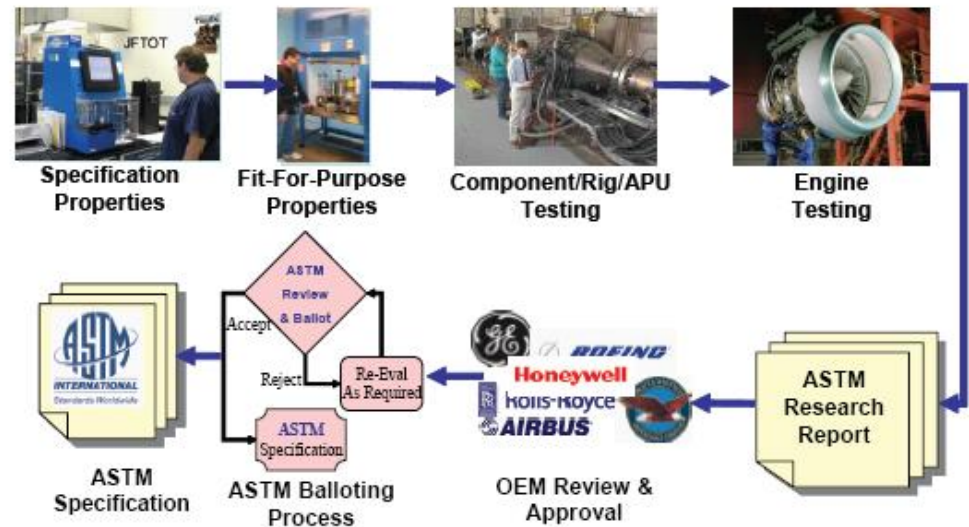 JFTOT
Specification
Properties
Fit-For-Purpose
Properties
Component/Rig/APU
Testing
Engine
Testing
ASTM
Review
& Ballot
Accept
Reject
Re-Eval
As Required
ASTM
Specification
ASTM
INTERNATIONAL
Standards Worldwide
ASTM
Specification
ASTM Balloting
Process
GE
BOEING
Honeywell
Rolls-Royce
AIRBUS
OEM Review &
Approval
ASTM
Research
Report